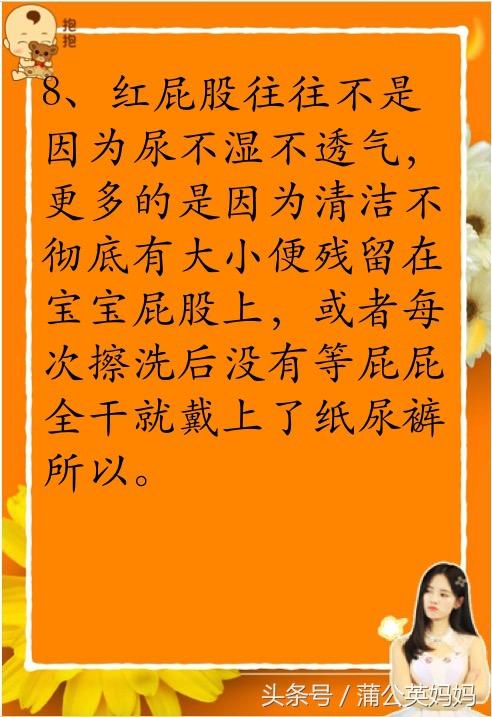 抱
抱
8、红屁股往往不是
因为尿不湿不透气，
更多的是因为清洁不
彻底有大小便残留在
宝宝屁股上，或者每
次擦洗后没有等屁屁
全干就戴上了纸尿裤
所以。
头条号 / 蒲公英妈妈